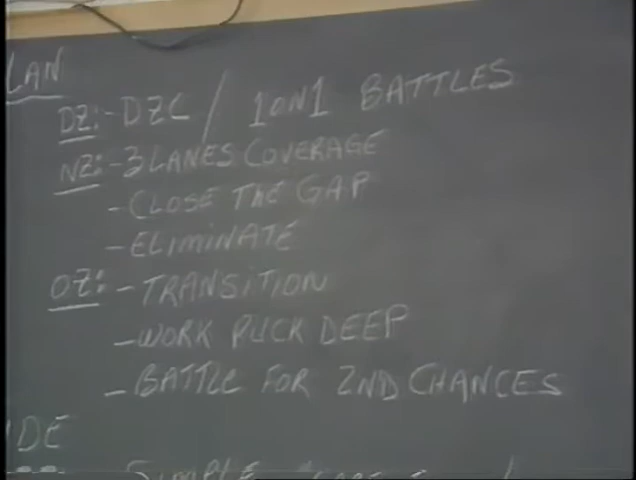 LAN
DZ:-DZC / 1 ON 1 BATTLES
NZ:-3 LANES COVERAGE
-CLOSE THE GAP
-ELIMINATE
OZ:-TRANSITION
-WORK PUCK DEEP
-BATTLE FOR 2ND CHANCES
IDE
SIMPLE